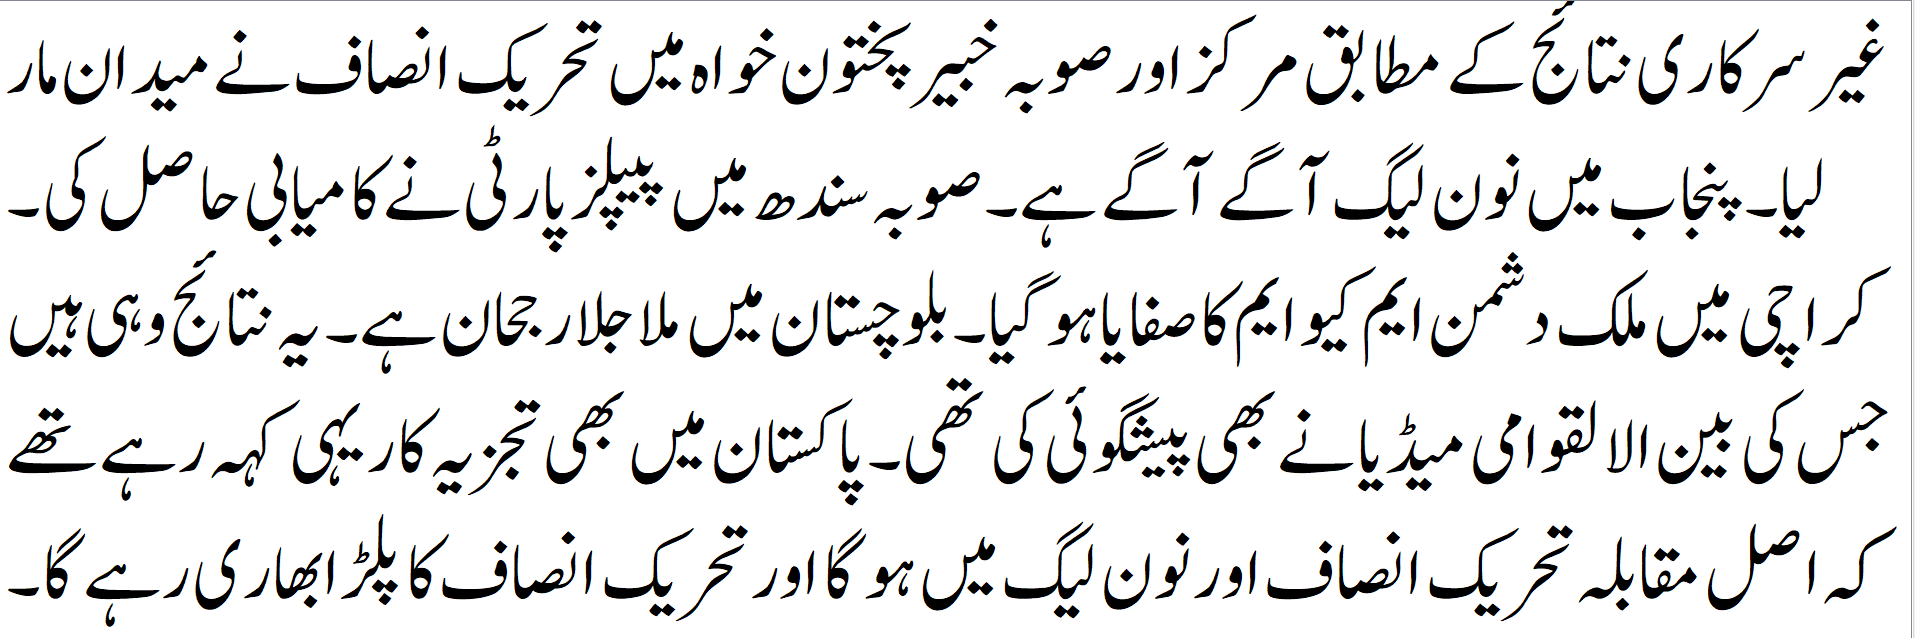 غیر سرکاری نتائج کے مطابق مرکز اور صوبہ خبیر پختون خواہ میں تحریک انصاف نے میدان مار
لیا۔ پنجاب میں نون لیگ آگے آگے ہے۔ صوبہ سندھ میں پیپلز پارٹی نے کامیابی حاصل کی۔
کراچی میں ملک دشمن ایم کیو ایم کا صفایا ہو گیا۔ بلوچستان میں ملا جلا رجحان ہے۔ یہ نتائج وہی ہیں
جس کی بین الالقوامی میڈیا نے بھی پیشگوئی کی تھی۔ پاکستان میں بھی تجزیہ کار یہی کہہ رہے تھے
کہ اصل مقابلہ تحریک انصاف اور نون لیگ میں ہو گا اور تحریک انصاف کا پلڑا بھاری رہے گا۔